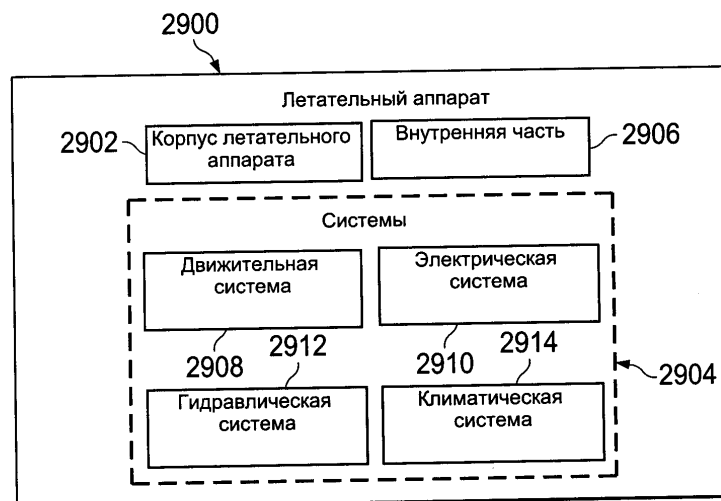 2900
Летательный аппарат
2902
Корпус летательного
аппарата
Внутренняя часть
2906
Системы
Движительная
система
Электрическая
система
2908
2912
2910
2914
2904
Гидравлическая
система
Климатическая
система